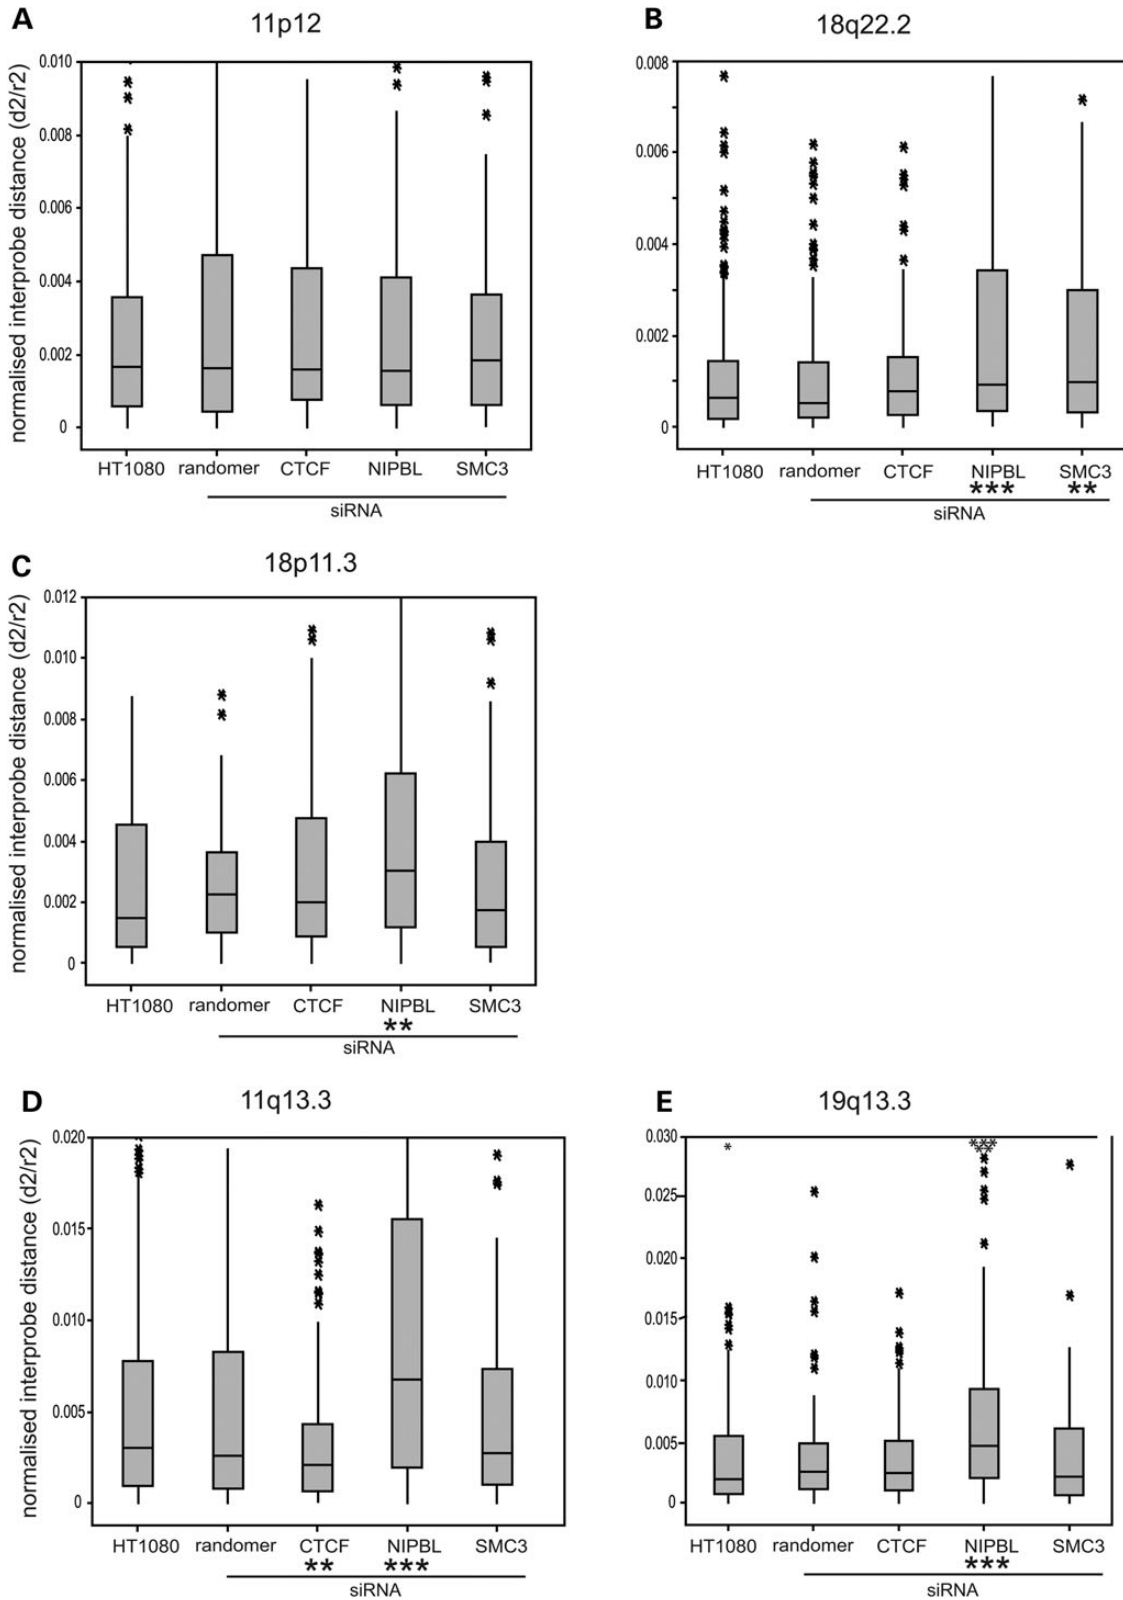 A
11p12
normalised interprobe distance (d2/r2)
0.010
0.008
0.006
0.004
0.002
0
HT1080 randomer CTCF NIPBL SMC3
siRNA
B
18q22.2
0.008
0.006
0.004
0.002
0
HT1080 randomer CTCF NIPBL SMC3
*** **
siRNA
C
18p11.3
normalised interprobe distance (d2/r2)
0.012
0.010
0.008
0.006
0.004
0.002
0
HT1080 randomer CTCF NIPBL SMC3
**
siRNA
D
11q13.3
normalised interprobe distance (d2/r2)
0.020
0.015
0.010
0.005
0
HT1080 randomer CTCF NIPBL SMC3
** ***
siRNA
E
19q13.3
0.030
0.025
0.020
0.015
0.010
0.005
0
HT1080 randomer CTCF NIPBL SMC3
***
siRNA